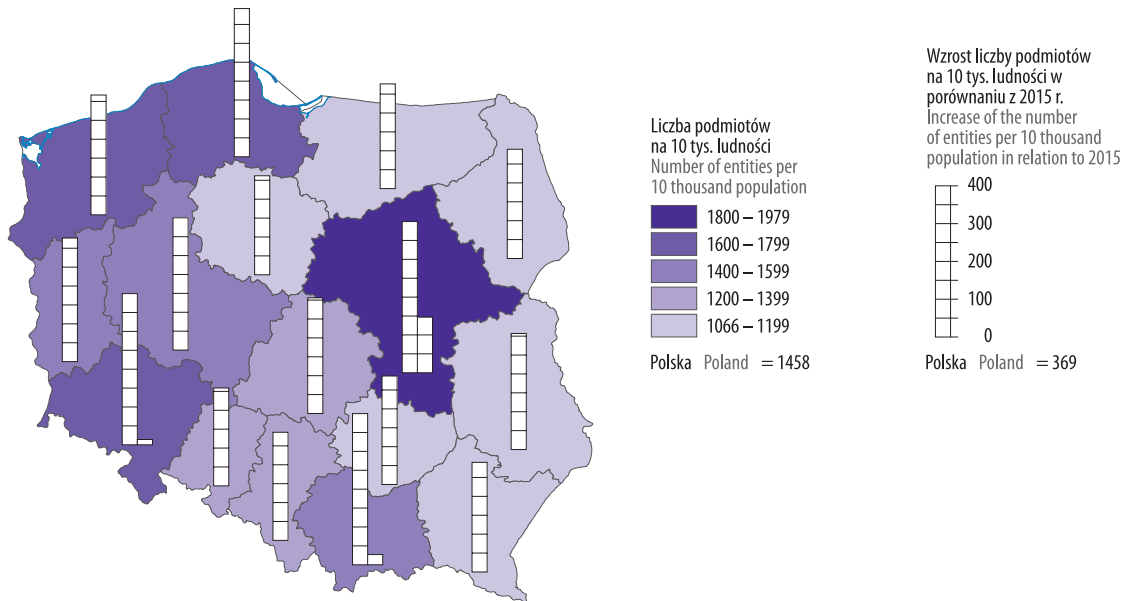 Liczba podmiotów
na 10 tys. ludności
Number of entities per
10 thousand population
1800 – 1979
1600 – 1799
1400 – 1599
1200 – 1399
1066 – 1199
Polska Poland = 1458
Wzrost liczby podmiotów
na 10 tys. ludności w
porównaniu z 2015 r.
Increase of the number
of entities per 10 thousand
population in relation to 2015
400
300
200
100
0
Polska Poland = 369